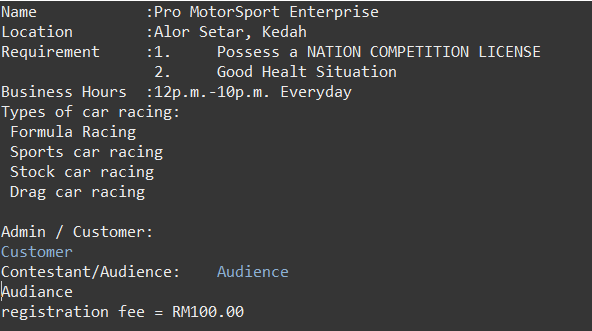 Name :Pro MotorSport Enterprise
Location :Alor Setar, Kedah
Requirement :1. Possess a NATION COMPETITION LICENSE
2. Good Healt Situation
Business Hours :12p.m.-10p.m. Everyday
Types of car racing:
Formula Racing
Sports car racing
Stock car racing
Drag car racing
Admin / Customer:
Customer
Contestant/Audience: Audience
Audiance
registration fee = RM100.00